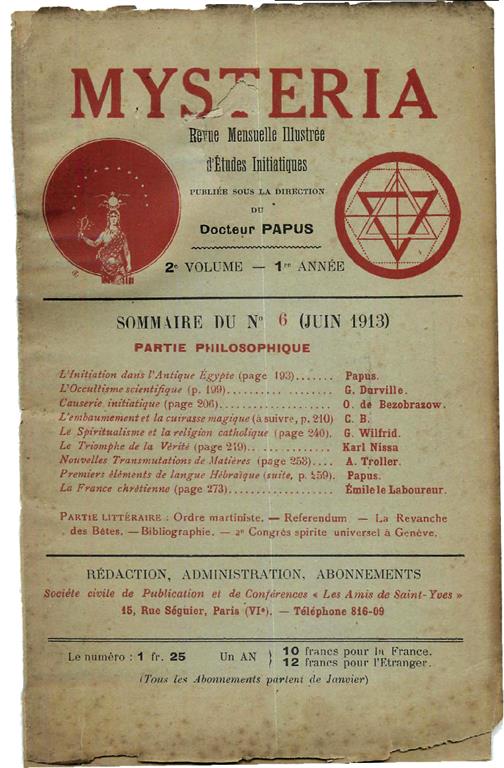 MYSTERIA
Revue Mensuelle Illustrée
d'Études Initiatiques
PUBLIÉE SOUS LA DIRECTION
DU
Docteur PAPUS
2e VOLUME — 1re ANNÉE
SOMMAIRE DU No 6 (JUIN 1913)
PARTIE PHILOSOPHIQUE
L'Initiation dans l'Antique Égypte (page 193)....... Papus.
L'Occultisme scientifique (p. 199).................. G. Durville.
Causerie initiatique (page 206).................. O. de Bezobrazow.
L'embaumement et la cuirasse magique (à suivre, p. 210) C. B.
Le Spiritualisme et la religion catholique (page 240). G. Wilfrid.
Le Triomphe de la Vérité (page 249)........... Karl Nissa
Nouvelles Transmutations de Matières (page 253).... A. Troller.
Premiers éléments de langue Hébraïque (suite, p. 259). Papus.
La France chrétienne (page 273)............... Émile le Laboureur.
PARTIE LITTÉRAIRE : Ordre martiniste. — Referendum — La Revanche
des Bêtes. — Bibliographie. — 2e Congrès spirite universel à Genève.
RÉDACTION, ADMINISTRATION, ABONNEMENTS
Société civile de Publication et de Conférences « Les Amis de Saint-Yves »
15, Rue Séguier, Paris (VIe). — Téléphone 816-09
Le numéro : 1 fr. 25 Un AN } 10 francs pour la France.
12 francs pour l'Etranger.
(Tous les Abonnements partent de Janvier)